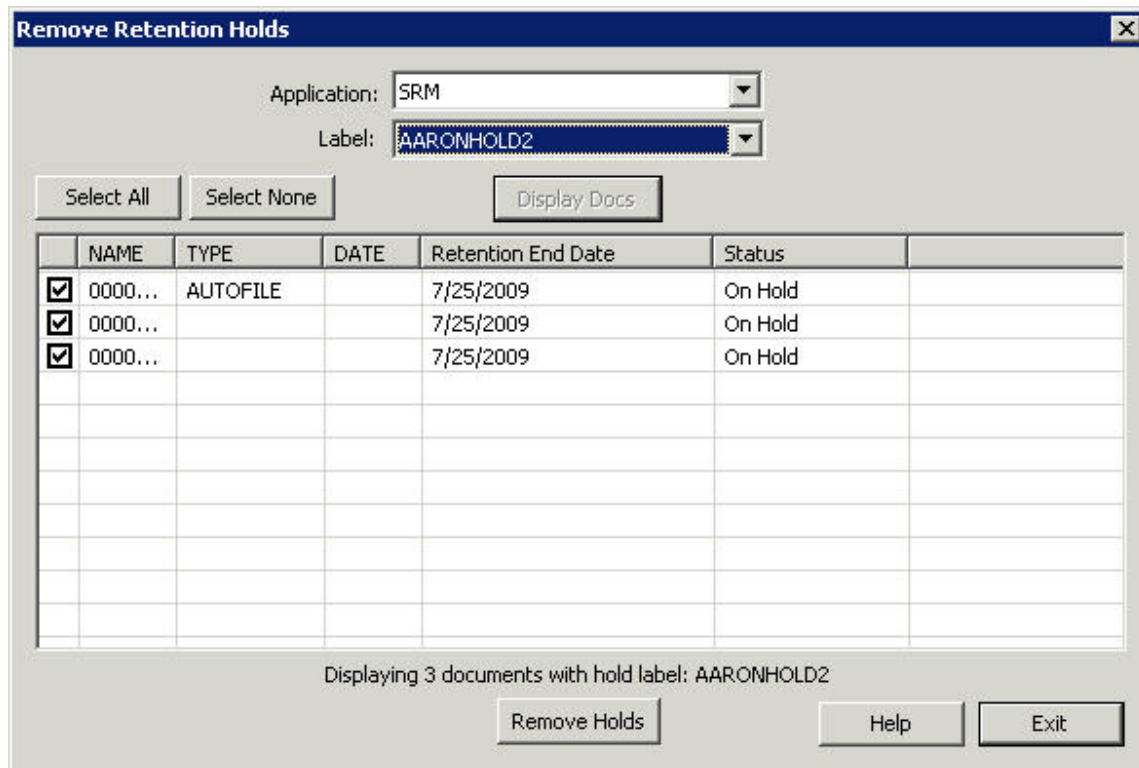 Remove Retention Holds
Application: SRM
Label: AARONHOLD2
Select All Select None Display Docs
NAME TYPE DATE Retention End Date Status
0000... AUTOFILE 7/25/2009 On Hold
0000... 7/25/2009 On Hold
0000... 7/25/2009 On Hold
Displaying 3 documents with hold label: AARONHOLD2
Remove Holds Help Exit